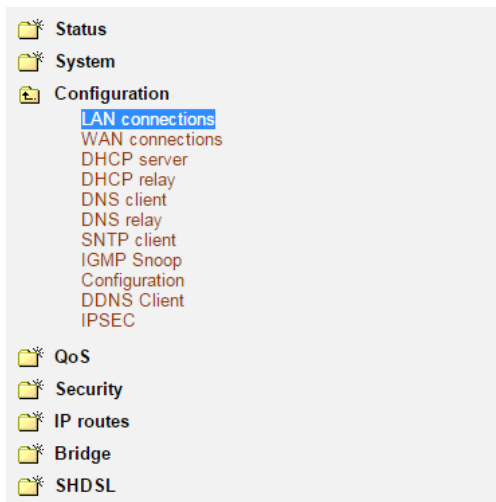 Status
System
Configuration
LAN connections
WAN connections
DHCP server
DHCP relay
DNS client
DNS relay
SNTP client
IGMP Snoop
Configuration
DDNS Client
IPSEC
QoS
Security
IP routes
Bridge
SHDSL